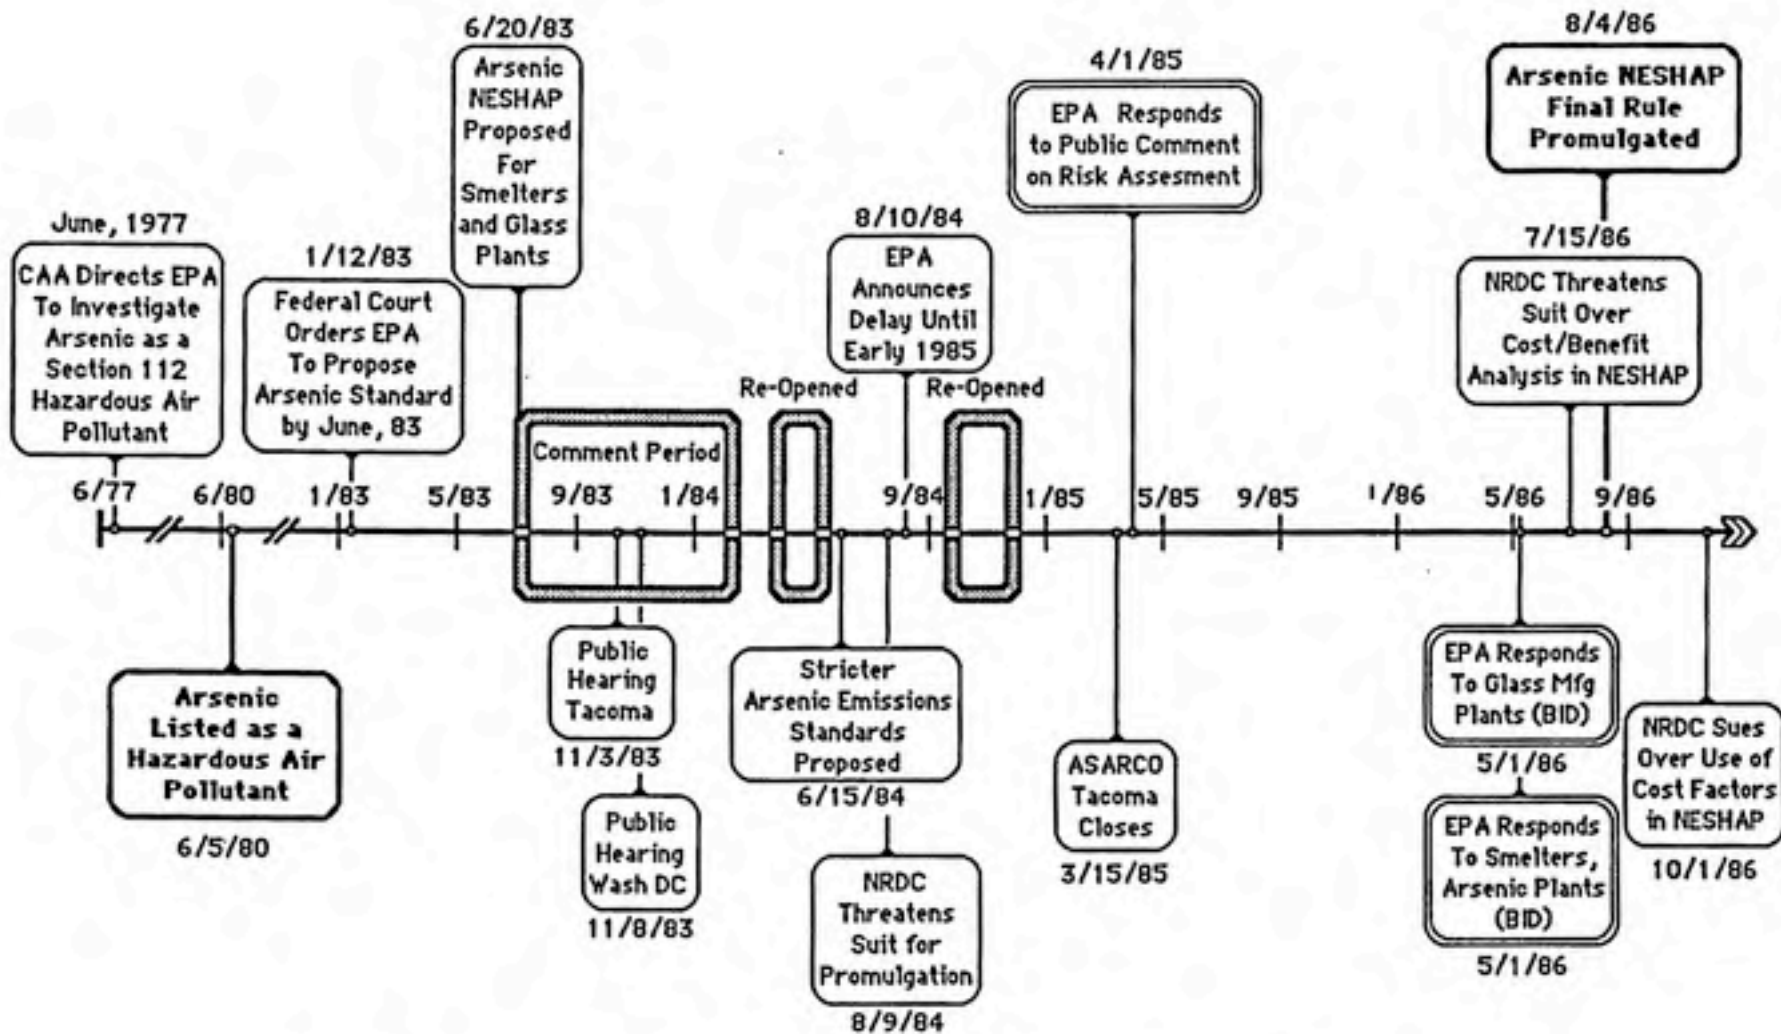 6/20/83
Arsenic
NESHAP
Proposed
For
Smelters
and Glass
Plants
8/4/86
Arsenic NESHAP
Final Rule
Promulgated
4/1/85
EPA Responds
to Public Comment
on Risk Assesment
June, 1977
CAA Directs EPA
To Investigate
Arsenic as a
Section 112
Hazardous Air
Pollutant
1/12/83
Federal Court
Orders EPA
To Propose
Arsenic Standard
by June, 83
8/10/84
EPA
Announces
Delay Until
Early 1985
7/15/86
NRDC Threatens
Suit Over
Cost/Benefit
Analysis in NESHAP
Re-Opened
Re-Opened
Comment Period
6/77
6/80
1/83
5/83
9/83
1/84
9/84
1/85
5/85
9/85
1/86
5/86
9/86
Arsenic
Listed as a
Hazardous Air
Pollutant
6/5/80
Public
Hearing
Tacoma
11/3/83
Public
Hearing
Wash DC
11/8/83
Stricter
Arsenic Emissions
Standards
Proposed
6/15/84
NRDC
Threatens
Suit for
Promulgation
8/9/84
ASARCO
Tacoma
Closes
3/15/85
EPA Responds
To Glass Mfg
Plants (BID)
5/1/86
EPA Responds
To Smelters,
Arsenic Plants
(BID)
5/1/86
NRDC Sues
Over Use of
Cost Factors
in NESHAP
10/1/86